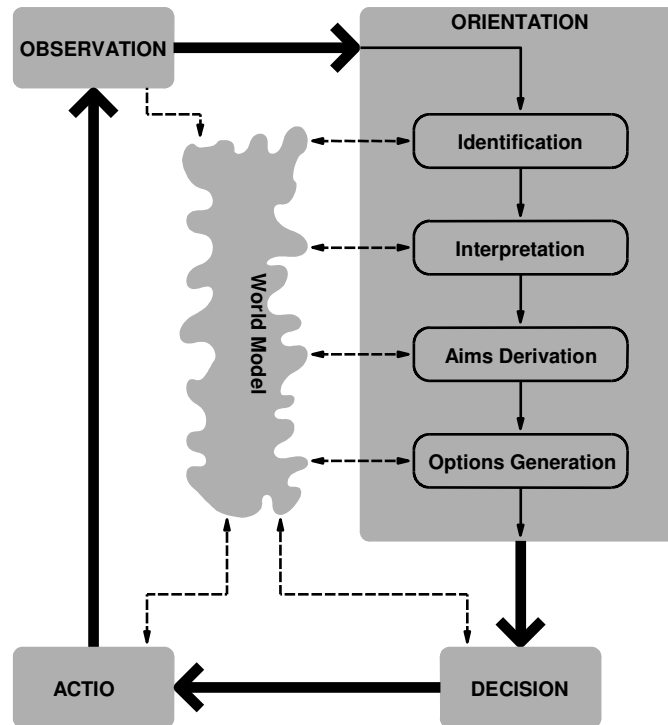 ORIENTATION
OBSERVATION
Identification
Interpretation
World Model
Aims Derivation
Options Generation
ACTIO
DECISION